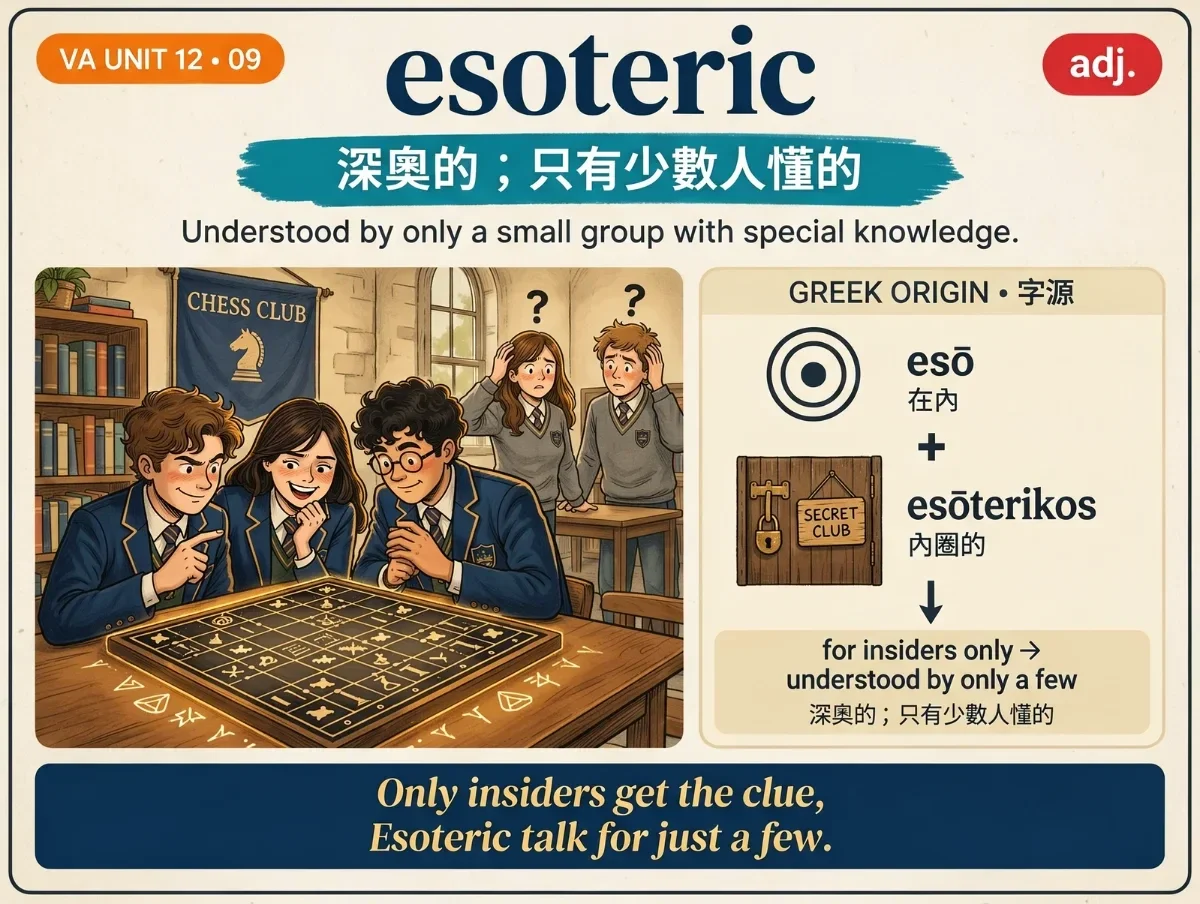 VA UNIT 12 • 09
esoteric
adj.
深奧的；只有少數人懂的
Understood by only a small group with special knowledge.
CHESS CLUB
?
?
GREEK ORIGIN • 字源
esō
在內
+
SECRET
CLUB
esōterikos
內圈的
for insiders only →
understood by only a few
深奧的；只有少數人懂的
Only insiders get the clue,
Esoteric talk for just a few.